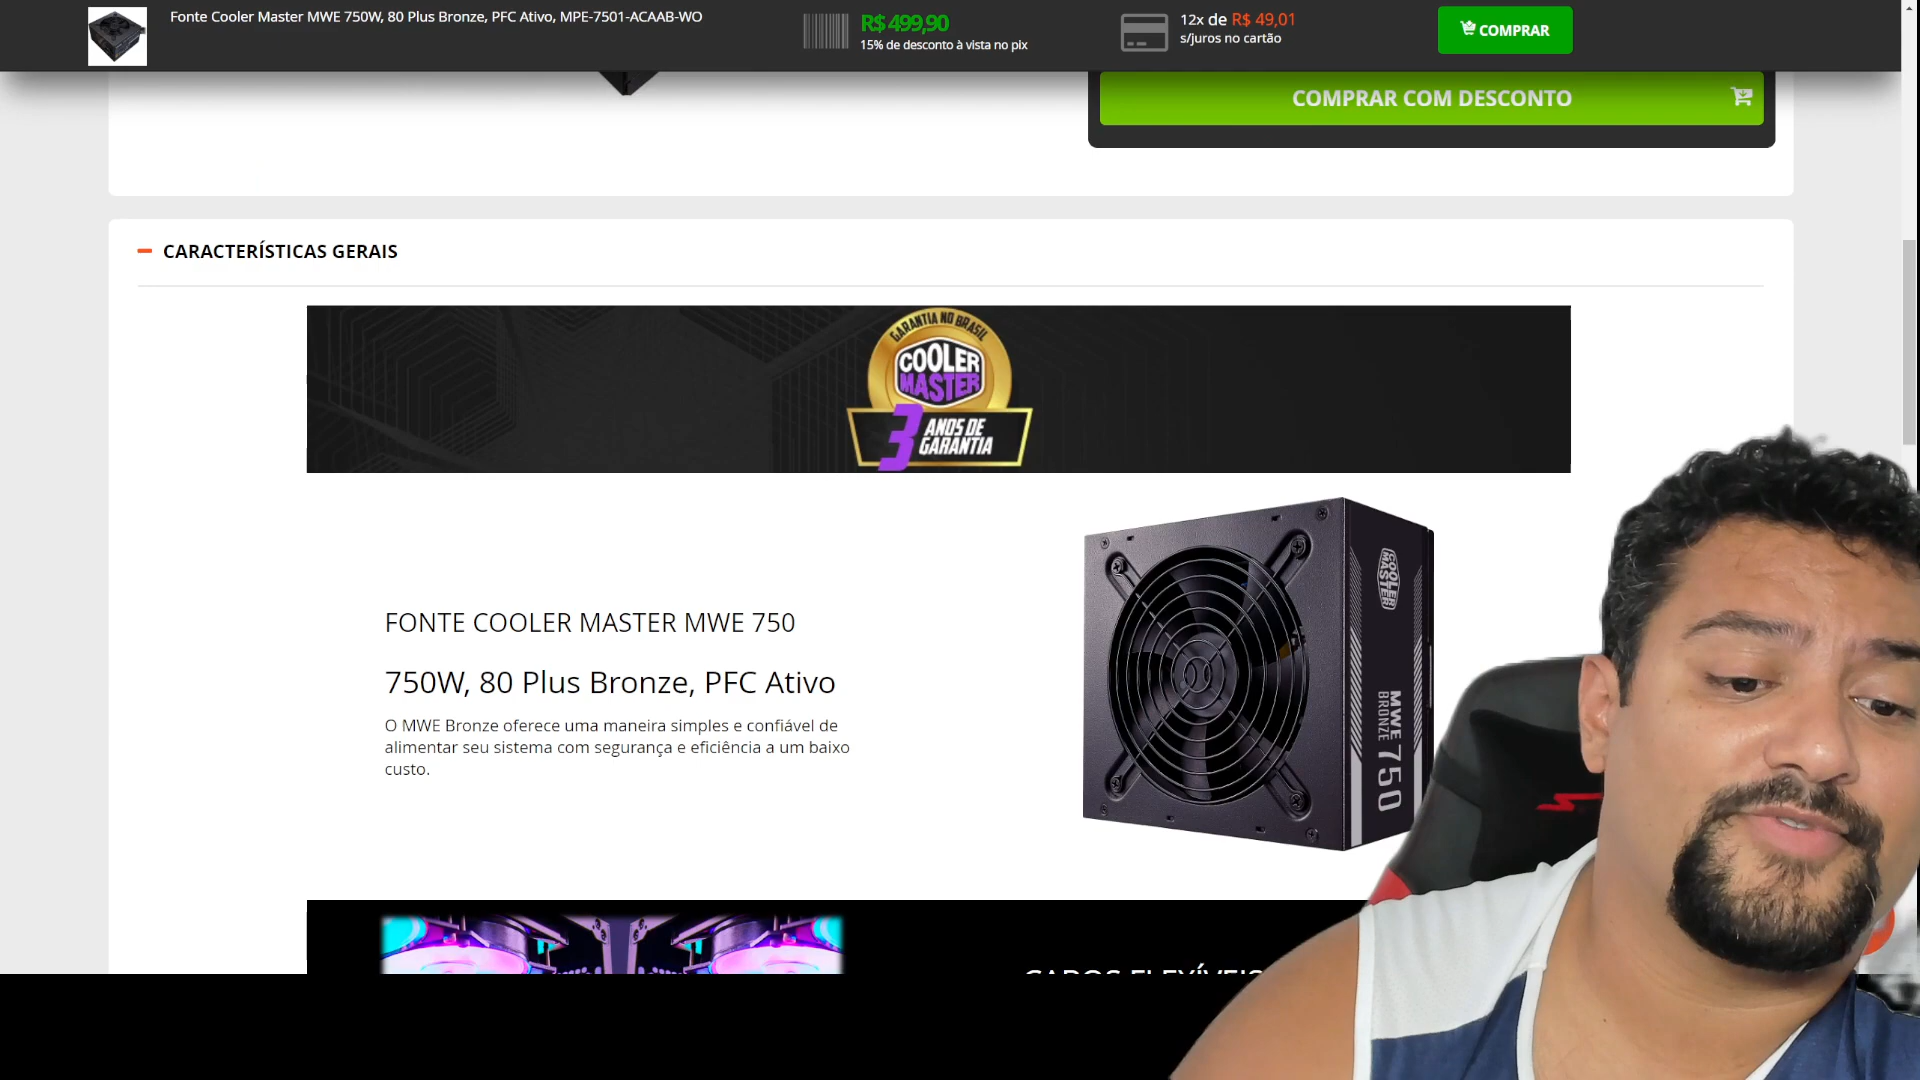 Fonte Cooler Master MWE 750W, 80 Plus Bronze, PFC Ativo, MPE-7501-ACAAB-WO
R$ 499,90
15% de desconto à vista no pix
12x de R$ 49,01
s/juros no cartão
COMPRAR
COMPRAR COM DESCONTO
CARACTERÍSTICAS GERAIS
GARANTIA NO BRASIL
COOLER
MASTER
3 ANOS DE
GARANTIA
FONTE COOLER MASTER MWE 750
750W, 80 Plus Bronze, PFC Ativo
O MWE Bronze oferece uma maneira simples e confiável de
alimentar seu sistema com segurança e eficiência a um baixo
custo.
COOLER
MASTER
MWE 750
BRONZE
CABOS FLEXÍVEIS